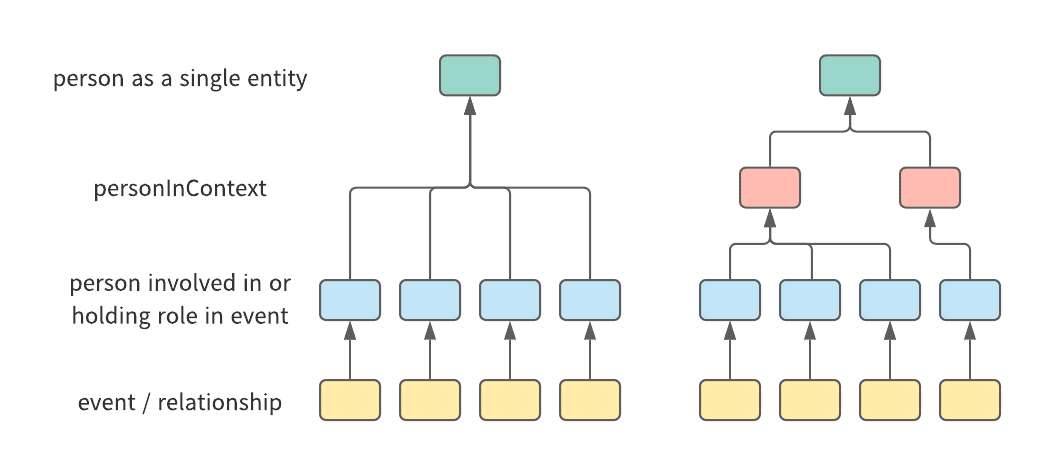 person as a single entity
personInContext
person involved in or
holding role in event
event / relationship